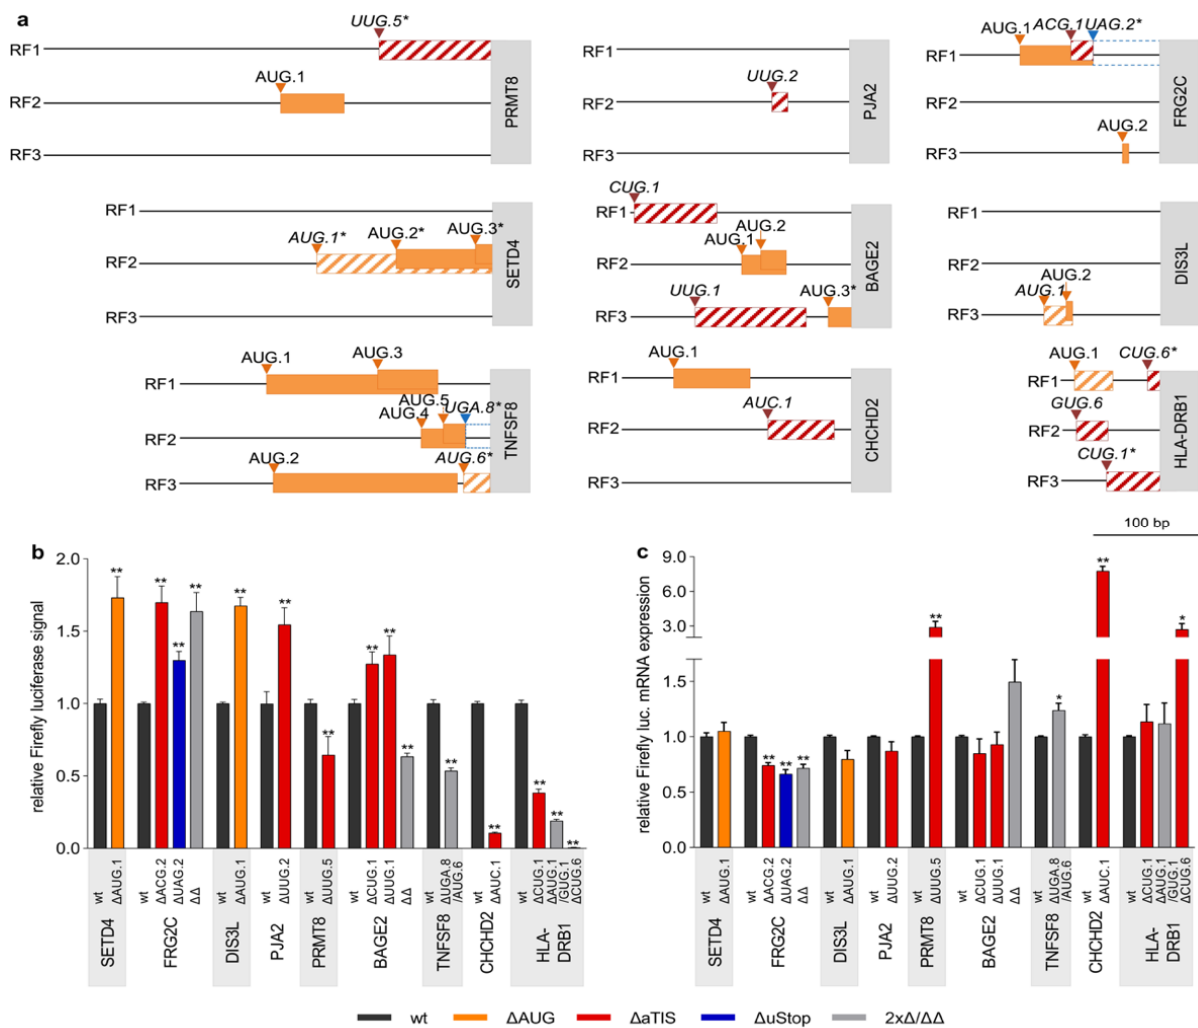 a
UUG.5*
RF1
AUG.1
RF2
RF3
PRMT8
RF1
UUG.2
RF2
RF3
PJA2
ACG.1 UAG.2*
AUG.1
RF1
RF2
AUG.2
RF3
FRG2C
RF1
AUG.1*
AUG.2*
AUG.3*
RF2
RF3
SETD4
CUG.1
RF1
AUG.2
AUG.1
RF2
UUG.1
AUG.3*
RF3
BAGE2
RF1
RF2
AUG.2
AUG.1
RF3
DIS3L
AUG.1
AUG.3
RF1
AUG.5
AUG.4
UGA.8*
RF2
AUG.2
AUG.6*
RF3
TNFSF8
AUG.1
RF1
AUC.1
RF2
RF3
CHCHD2
AUG.1
CUG.6*
RF1
GUG.6
RF2
CUG.1*
RF3
HLA-DRB1
100 bp
b
relative Firefly luciferase signal
2.0
1.5
1.0
0.5
0.0
** ** ** ** ** ** ** ** ** ** ** ** ** ** ** **
wt ΔAUG.1
wt ΔACG.2 ΔUAG.2 ΔΔ
wt ΔAUG.1
wt ΔUUG.2
wt ΔUUG.5
wt ΔCUG.1 ΔUUG.1 ΔΔ
wt ΔUGA.8 /AUG.6
wt ΔAUC.1
wt ΔCUG.1 ΔAUG.1 /GUG.1 ΔCUG.6
SETD4
FRG2C
DIS3L
PJA2
PRMT8
BAGE2
TNFSF8
CHCHD2
HLA-
DRB1
c
relative Firefly luc. mRNA expression
9.0
6.0
3.0
1.5
1.0
0.5
0.0
** ** ** ** * ** *
wt ΔAUG.1
wt ΔACG.2 ΔUAG.2 ΔΔ
wt ΔAUG.1
wt ΔUUG.2
wt ΔUUG.5
wt ΔCUG.1 ΔUUG.1 ΔΔ
wt ΔUGA.8 /AUG.6
wt ΔAUC.1
wt ΔCUG.1 ΔAUG.1 /GUG.1 ΔCUG.6
SETD4
FRG2C
DIS3L
PJA2
PRMT8
BAGE2
TNFSF8
CHCHD2
HLA-
DRB1
wt ΔAUG ΔaTIS ΔuStop 2xΔ/ΔΔ